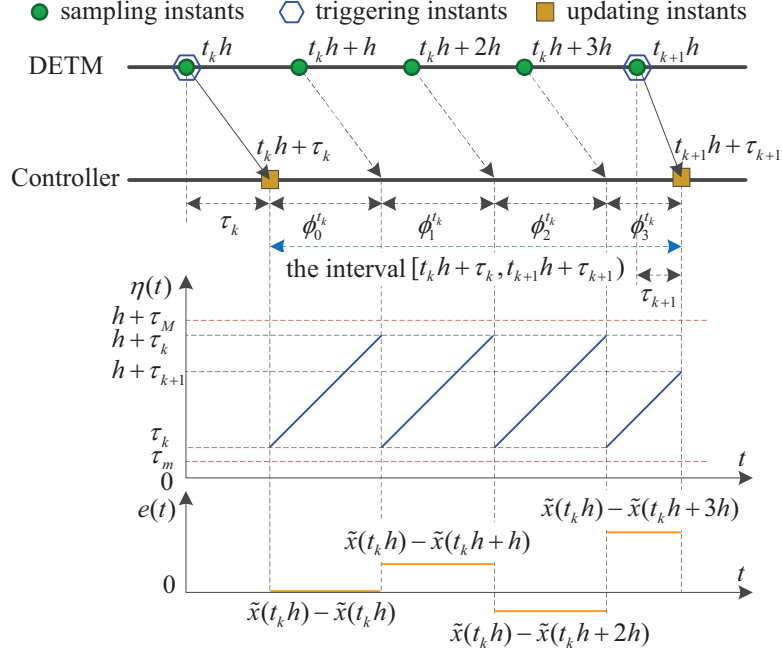 sampling instants triggering instants updating instants
t_k h t_k h + h t_k h + 2h t_k h + 3h t_{k+1} h
DETM
t_k h + τ_k t_{k+1} h + τ_{k+1}
Controller
τ_k ϕ_0^{t_k} ϕ_1^{t_k} ϕ_2^{t_k} ϕ_3^{t_k}
the interval [t_k h + τ_k, t_{k+1} h + τ_{k+1})
τ_{k+1}
η(t)
h + τ_M
h + τ_k
h + τ_{k+1}
τ_k
τ_m
0
t
e(t)
x̃(t_k h) − x̃(t_k h + 3h)
x̃(t_k h) − x̃(t_k h + h)
0
t
x̃(t_k h) − x̃(t_k h)
x̃(t_k h) − x̃(t_k h + 2h)